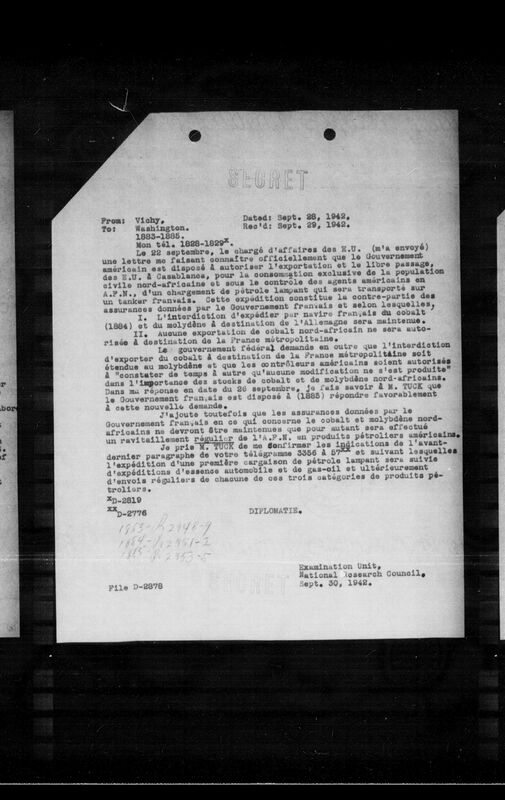 SECRET
From: Vichy. Dated: Sept. 28, 1942.
To: Washington. Rec'd: Sept. 29, 1942.
1883-1885.
Mon tél. 1828-1829x.
Le 22 septembre, le chargé d'affaires des E.U. (m'a envoyé)
une lettre me faisant connaître officiellement que le Gouvernement
américain est disposé à autoriser l'exportation et le libre passage,
des E.U. à Casablanca, pour la consommation exclusive de la population
civile nord-africaine et sous le contrôle des agents américains en
A.F.N., d'un chargement de pétrole lampant qui sera transporté sur
un tanker franvais. Cette expédition constitue la contre-partie des
assurances données par le Gouvernement franvais et selon lesquelles,
I. L'interdiction d'expédier par navire français du cobalt
(1884) et du molydène à destination de l'Allemagne sera maintenue.
II. Aucune exportation de cobalt nord-africain ne sera auto-
risée à destination de la France métropolitaine.
Le gouvernement fédéral demande en outre que l'interdiction
d'exporter du cobalt à destination de la France métropolitaine soit
étendue au molybdène et que les contrôleurs américains soient autorisés
à "constater de temps à autre qu'aucune modification ne s'est produite"
dans l'importance des stocks de cobalt et de molybdène nord-africains.
Dans ma réponse en date du 26 septembre, je fais savoir à M. TUCK que
le Gouvernement français est disposé à (1885) répondre favorablement
à cette nouvelle demande.
J'ajoute toutefois que les assurances données par le
Gouvernement français en ce qui concerne le cobalt et molybdène nord-
africains ne devront être maintenues que pour autant sera effectué
un ravitaillement régulier de l'A.F.N. en produits pétroliers américains.
Je prie M. TUCK de me confirmer les indications de l'avant-
dernier paragraphe de votre télégramme 3356 à 57xx et suivant lesquelles
l'expédition d'une première cargaison de pétrole lampant sera suivie
d'expéditions d'essence automobile et de gas-oil et ultérieurement
d'envois réguliers de chacune de ces trois catégories de produits pé-
troliers.
xD-2819
xxD-2776 DIPLOMATIE.
Examination Unit,
National Research Council,
File D-2878 Sept. 30, 1942.